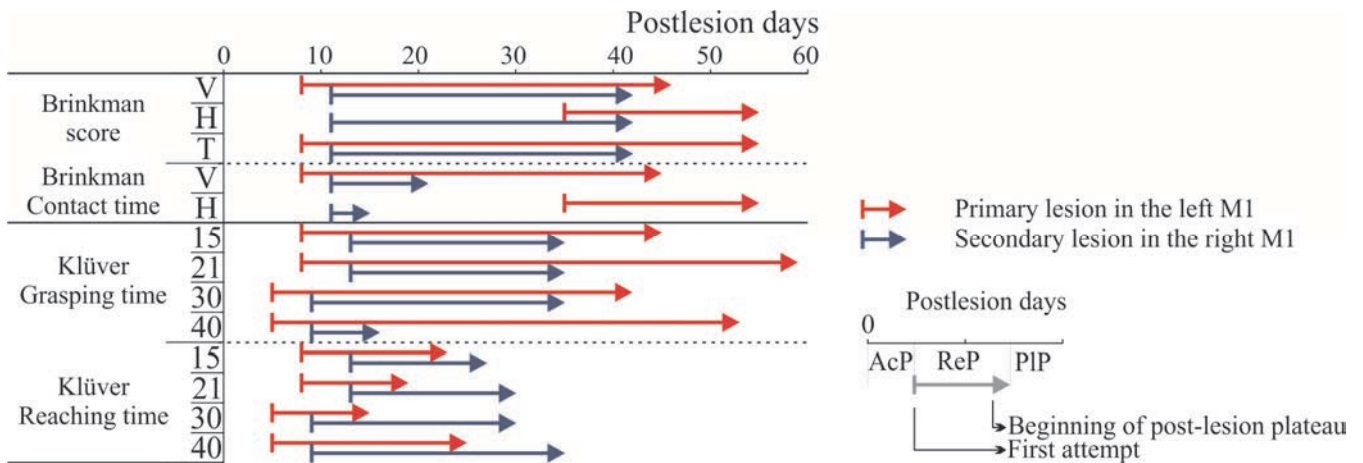 Postlesion days
0 10 20 30 40 50 60
Brinkman
score
V
H
T
Brinkman
Contact time
V
H
Klüver
Grasping time
15
21
30
40
Klüver
Reaching time
15
21
30
40
Primary lesion in the left M1
Secondary lesion in the right M1
Postlesion days
0
AcP ReP PlP
Beginning of post-lesion plateau
First attempt